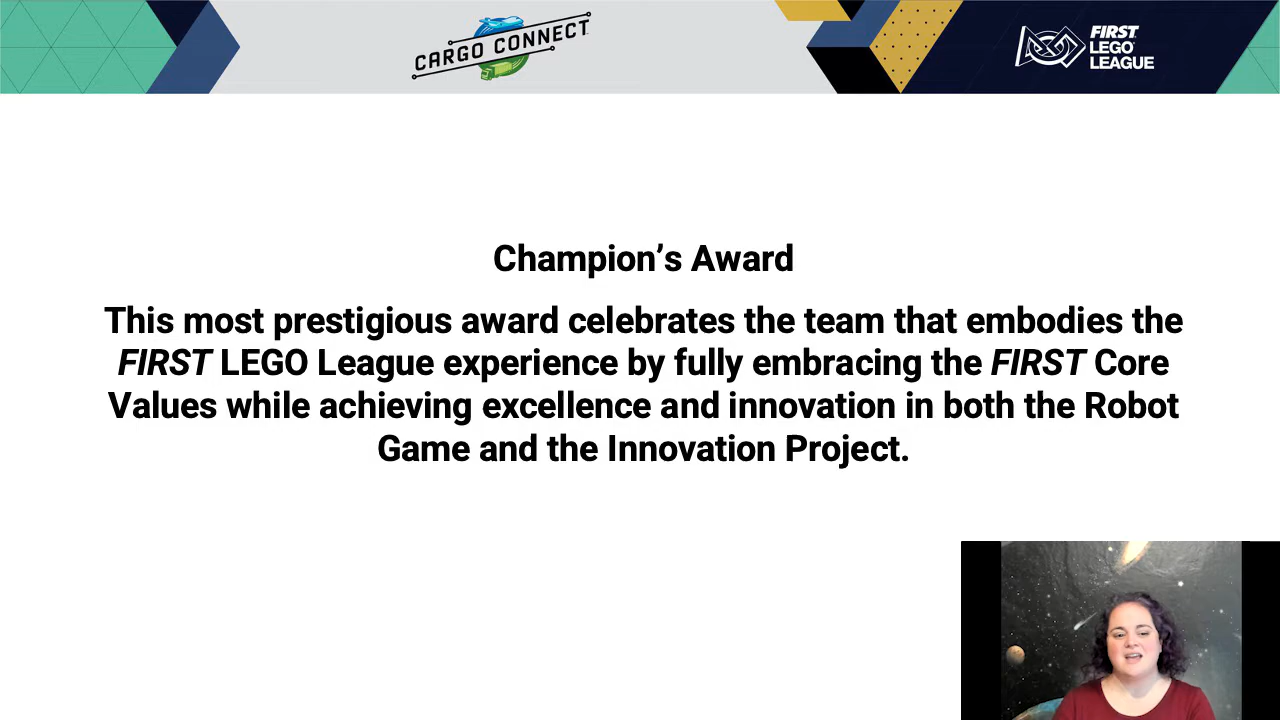 CARGO CONNECT
FIRST
LEGO
LEAGUE
Champion’s Award
This most prestigious award celebrates the team that embodies the
FIRST LEGO League experience by fully embracing the FIRST Core
Values while achieving excellence and innovation in both the Robot
Game and the Innovation Project.